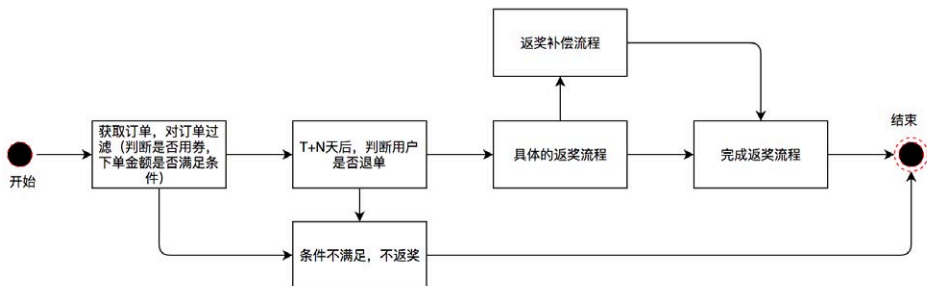 返奖补偿流程
开始
获取订单，对订单过
滤（判断是否用券，
下单金额是否满足条
件）
T+N天后，判断用户
是否退单
具体的返奖流程
完成返奖流程
结束
条件不满足，不返奖